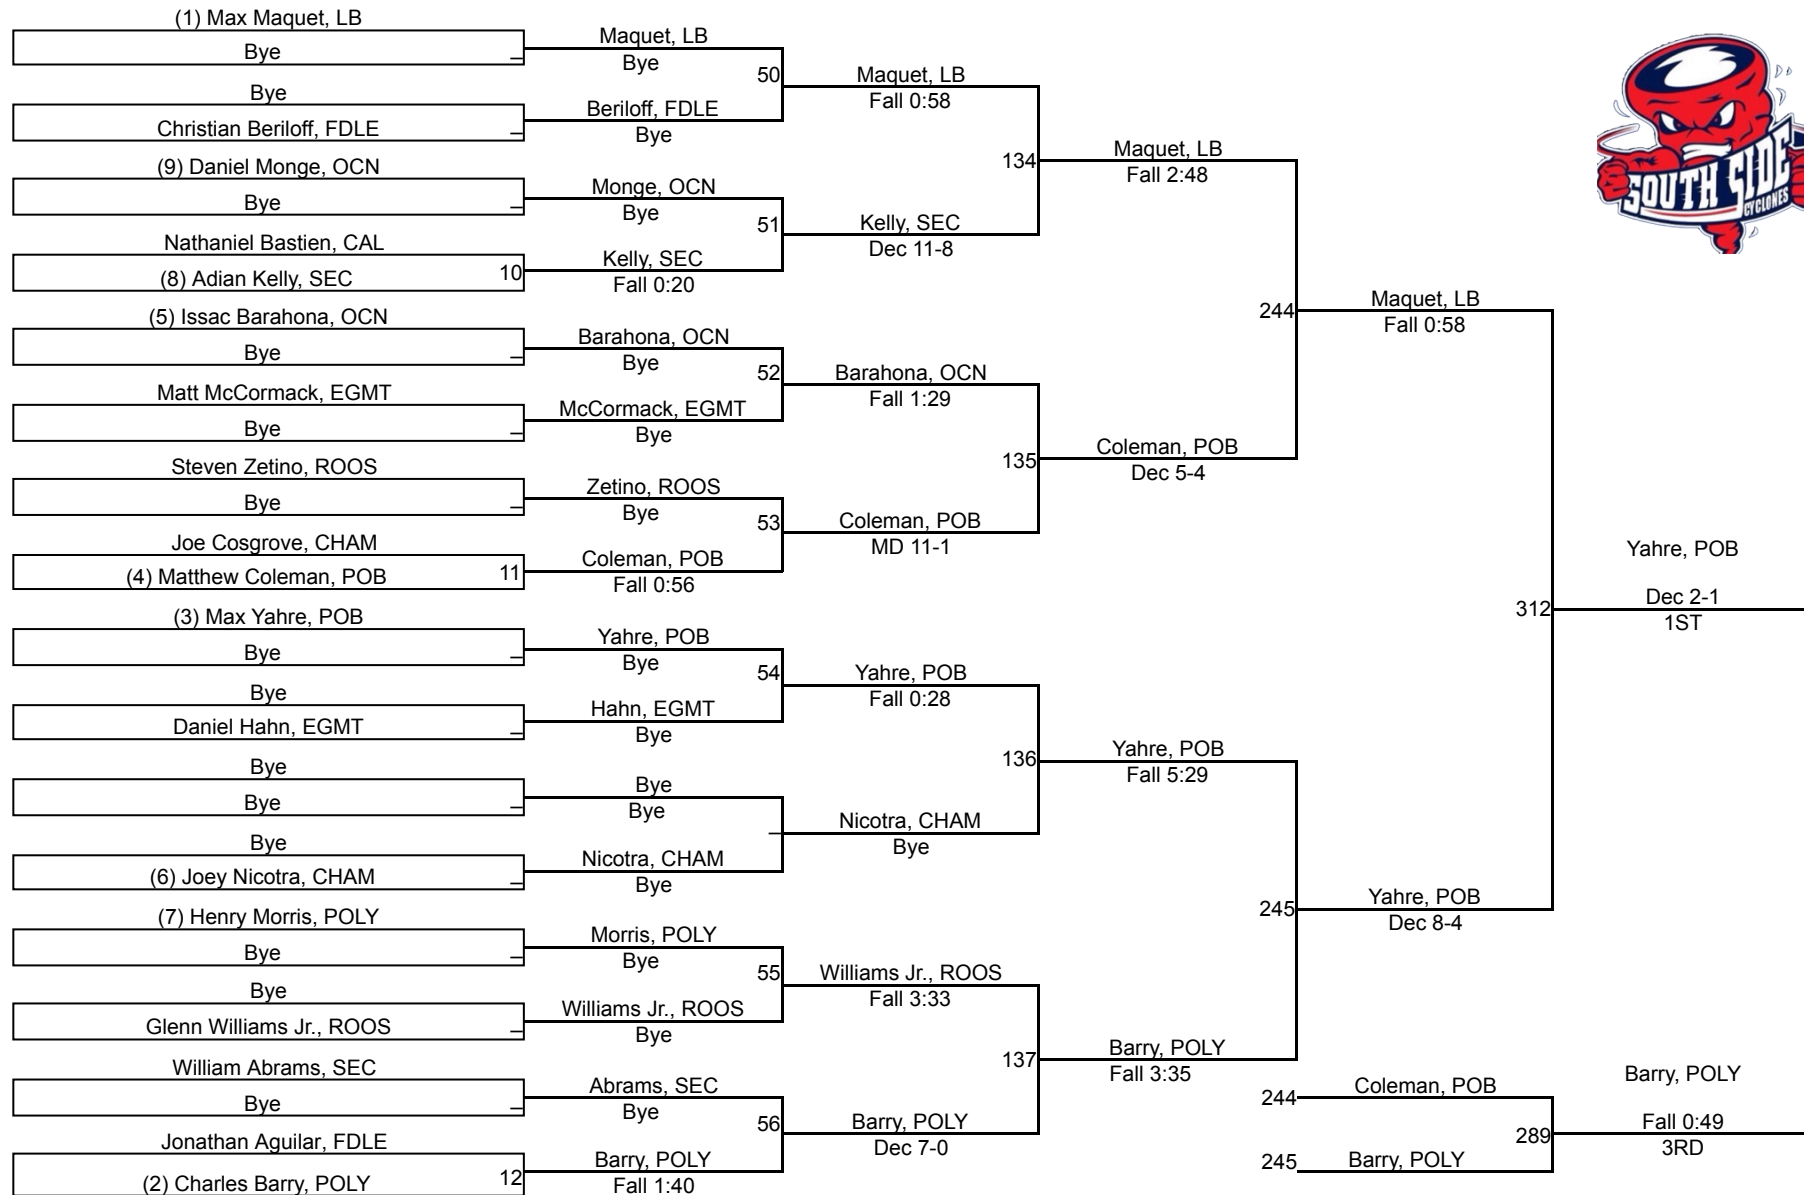 (1) Max Maquet, LB
Bye
_
Bye
Christian Beriloff, FDLE
_
(9) Daniel Monge, OCN
Bye
_
Nathaniel Bastien, CAL
(8) Adian Kelly, SEC
10
(5) Issac Barahona, OCN
Bye
_
Matt McCormack, EGMT
Bye
_
Steven Zetino, ROOS
Bye
_
Joe Cosgrove, CHAM
(4) Matthew Coleman, POB
11
(3) Max Yahre, POB
Bye
_
Bye
Daniel Hahn, EGMT
_
Bye
Bye
_
Bye
(6) Joey Nicotra, CHAM
_
(7) Henry Morris, POLY
Bye
_
Bye
Glenn Williams Jr., ROOS
_
William Abrams, SEC
Bye
_
Jonathan Aguilar, FDLE
(2) Charles Barry, POLY
12
Maquet, LB
Bye
50
Beriloff, FDLE
Bye
Monge, OCN
Bye
51
Kelly, SEC
Fall 0:20
Barahona, OCN
Bye
52
McCormack, EGMT
Bye
Zetino, ROOS
Bye
53
Coleman, POB
Fall 0:56
Yahre, POB
Bye
54
Hahn, EGMT
Bye
Bye
Bye
_
Nicotra, CHAM
Bye
Morris, POLY
Bye
55
Williams Jr., ROOS
Bye
Abrams, SEC
Bye
56
Barry, POLY
Fall 1:40
Maquet, LB
Fall 0:58
134
Kelly, SEC
Dec 11-8
Barahona, OCN
Fall 1:29
135
Coleman, POB
MD 11-1
Yahre, POB
Fall 0:28
136
Nicotra, CHAM
Bye
Williams Jr., ROOS
Fall 3:33
137
Barry, POLY
Dec 7-0
Maquet, LB
Fall 2:48
244
Coleman, POB
Dec 5-4
Yahre, POB
Fall 5:29
245
Barry, POLY
Fall 3:35
Maquet, LB
Fall 0:58
312
Yahre, POB
Dec 8-4
Yahre, POB
Dec 2-1
1ST
244
Coleman, POB
289
245
Barry, POLY
Barry, POLY
Fall 0:49
3RD
SOUTH SIDE
CYCLONES